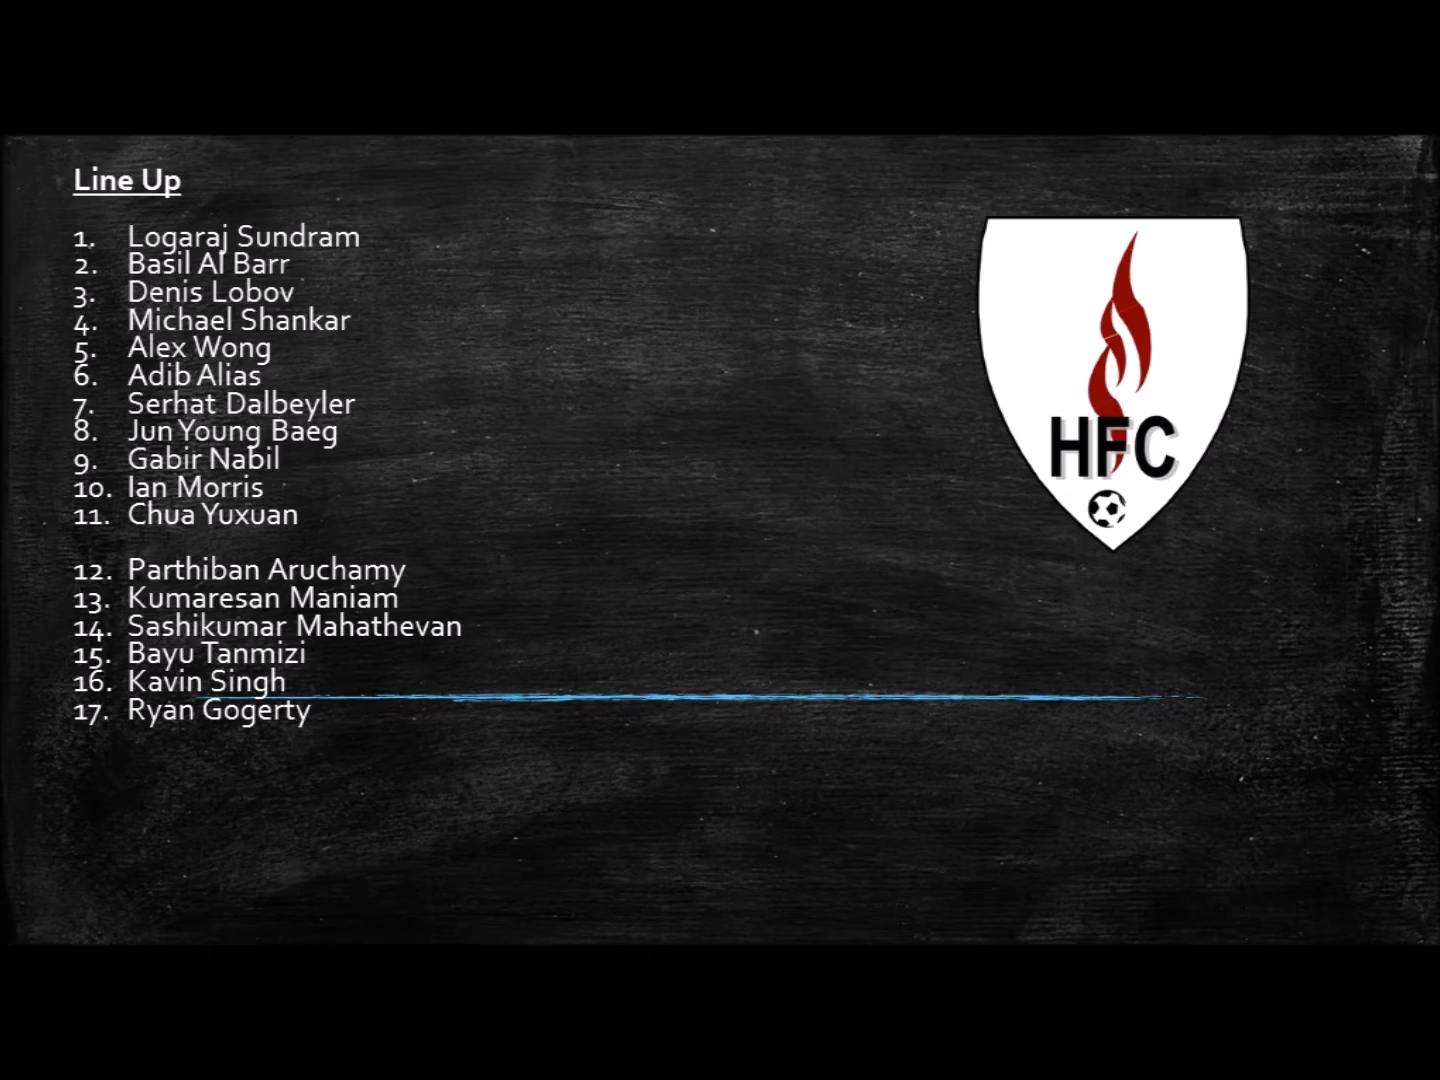 Line Up
1. Logaraj Sundram
2. Basil Al Barr
3. Denis Lobov
4. Michael Shankar
5. Alex Wong
6. Adib Alias
7. Serhat Dalbeyler
8. Jun Young Baeg
9. Gabir Nabil
10. Ian Morris
11. Chua Yuxuan
12. Parthiban Aruchamy
13. Kumaresan Maniam
14. Sashikumar Mahathevan
15. Bayu Tanmizi
16. Kavin Singh
17. Ryan Gogerty
HFC